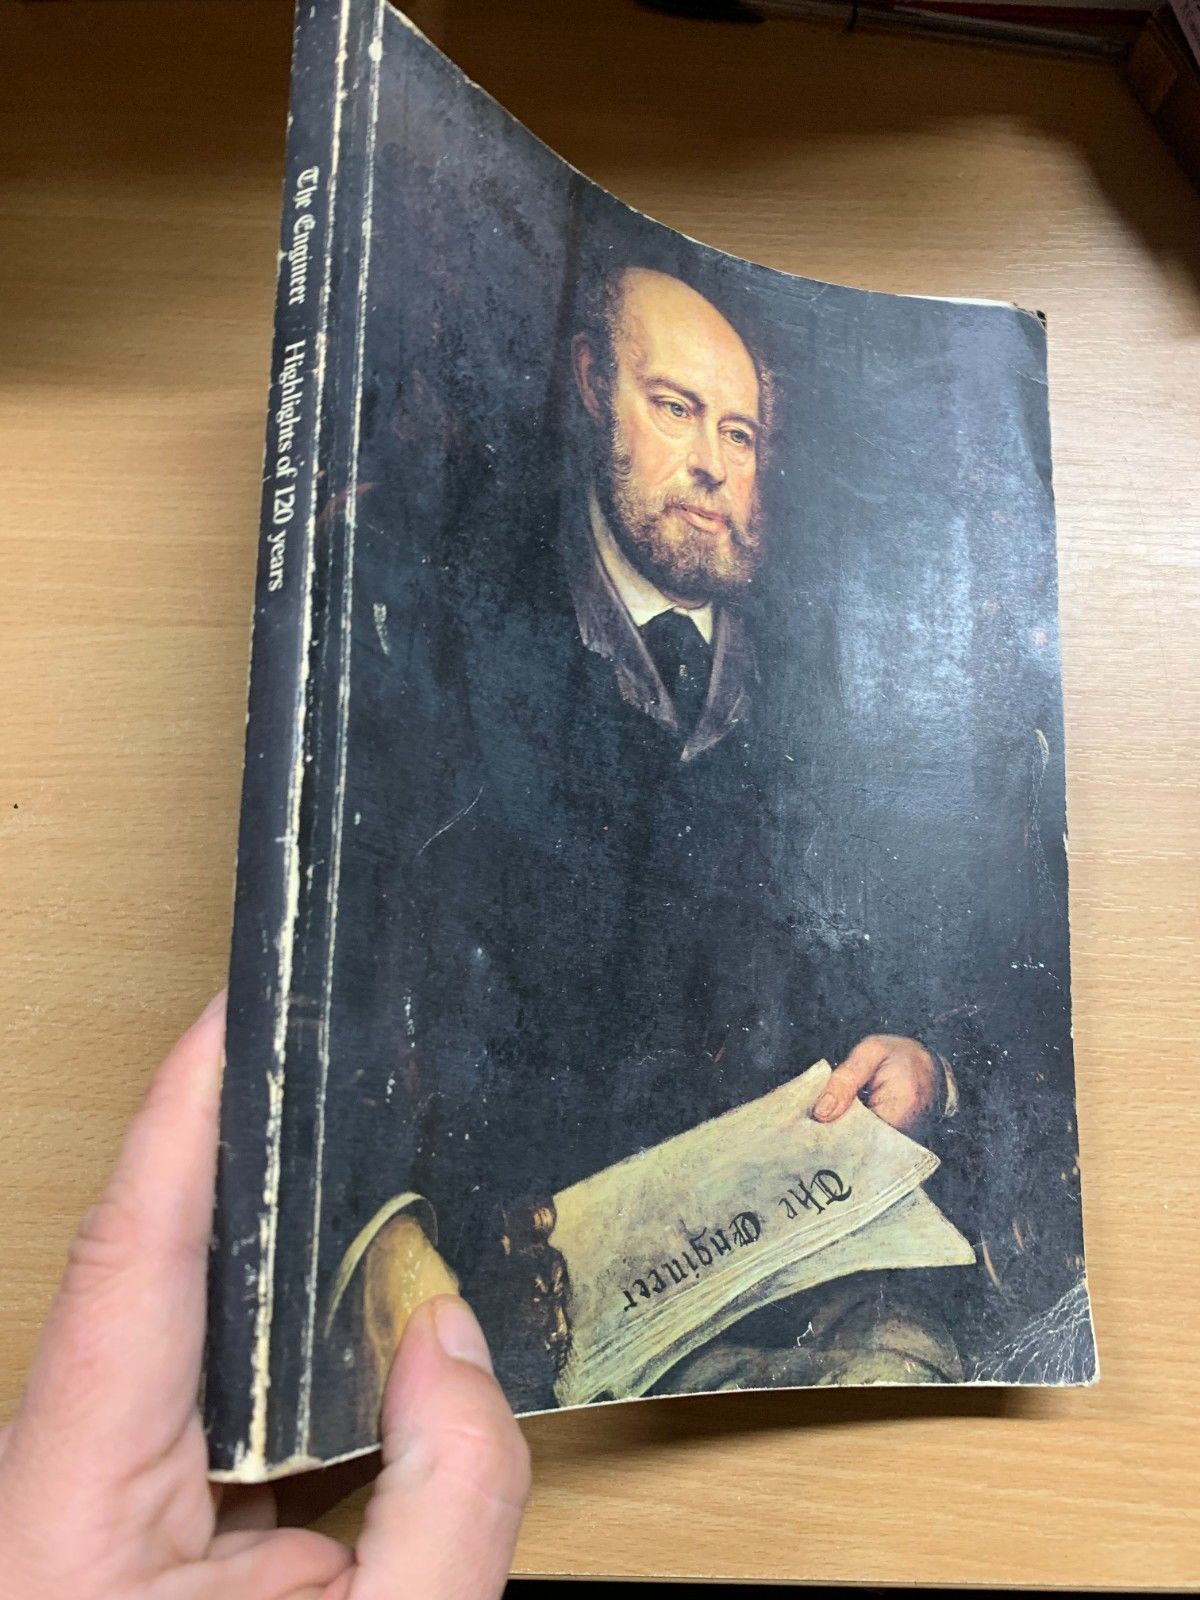 The Engineer Highlights of 120 years
The Engineer